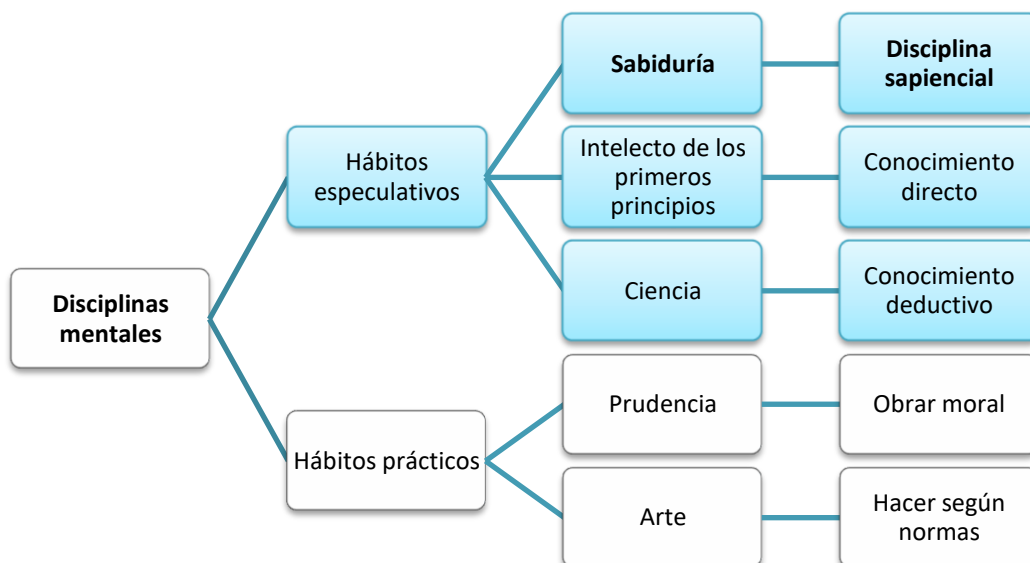 Disciplinas
mentales
Hábitos
especulativos
Sabiduría
Disciplina
sapiencial
Intelecto de los
primeros
principios
Conocimiento
directo
Ciencia
Conocimiento
deductivo
Hábitos prácticos
Prudencia
Obrar moral
Arte
Hacer según
normas